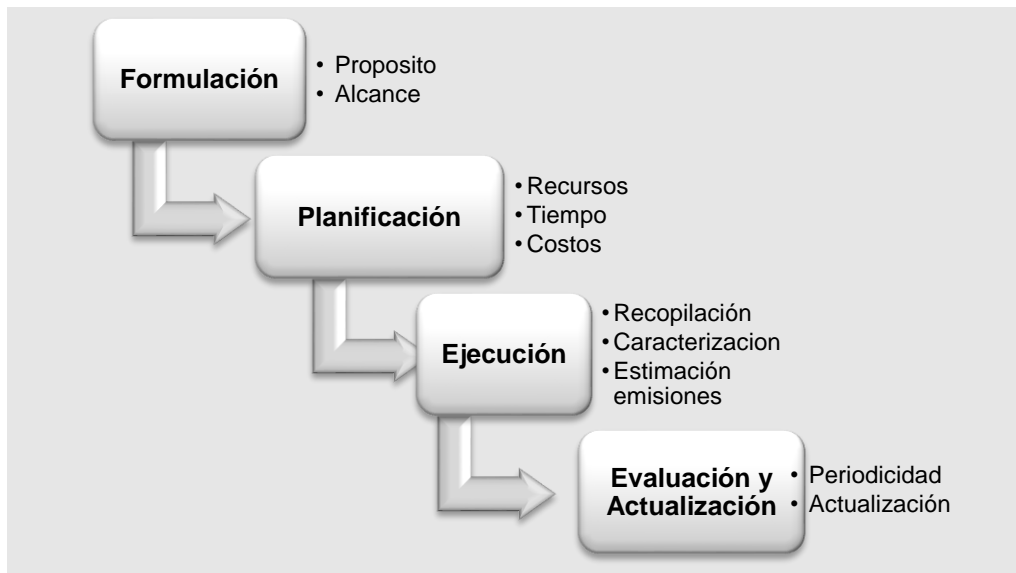 Formulación
• Proposito
• Alcance
Planificación
• Recursos
• Tiempo
• Costos
Ejecución
• Recopilación
• Caracterizacion
• Estimación
emisiones
Evaluación y
Actualización
• Periodicidad
• Actualización